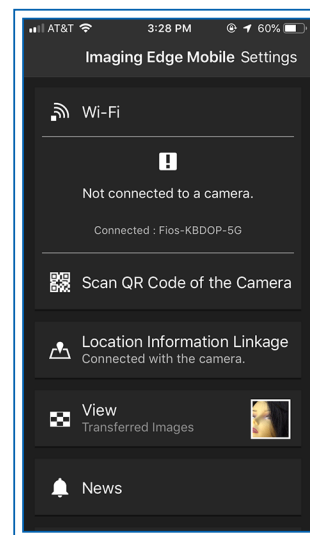 AT&T 3:28 PM 60%
Imaging Edge Mobile Settings
Wi-Fi
Not connected to a camera.
Connected : Fios-KBDOP-5G
Scan QR Code of the Camera
Location Information Linkage
Connected with the camera.
View
Transferred Images
News